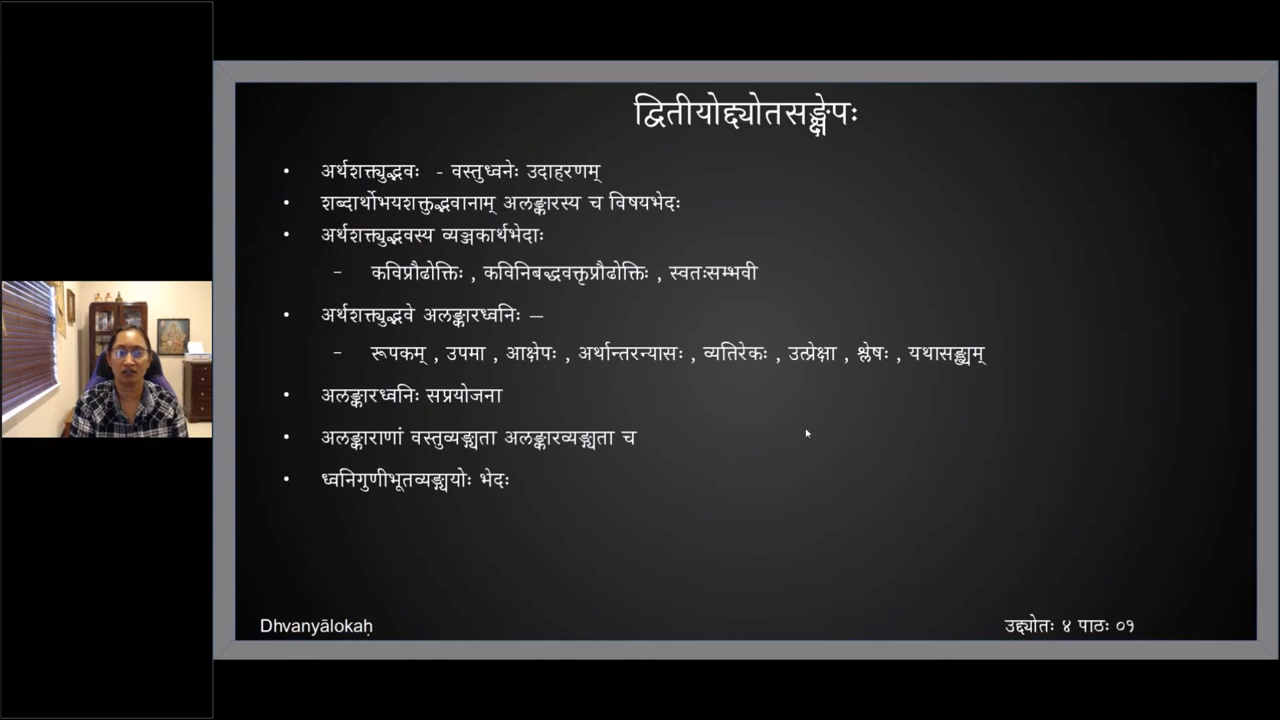 द्वितीयोद्द्योतसङ्क्षेपः
• अर्थशक्त्युद्भवः - वस्तुध्वनेः उदाहरणम्
• शब्दार्थोभयशक्तुद्भवानाम् अलङ्कारस्य च विषयभेदः
• अर्थशक्त्युद्भवस्य व्यञ्जकार्थभेदाः
– कविप्रौढोक्तिः , कविनिबद्धवक्तृप्रौढोक्तिः , स्वतःसम्भवी
• अर्थशक्त्युद्भवे अलङ्कारध्वनिः –
– रूपकम् , उपमा , आक्षेपः , अर्थान्तरन्यासः , व्यतिरेकः , उत्प्रेक्षा , श्लेषः , यथासङ्ख्यम्
• अलङ्कारध्वनिः सप्रयोजना
• अलङ्काराणां वस्तुव्यङ्ग्यता अलङ्कारव्यङ्ग्यता च
• ध्वनिगुणीभूतव्यङ्ग्ययोः भेदः
Dhvanyālokaḥ
उद्द्योतः ४ पाठः ०१